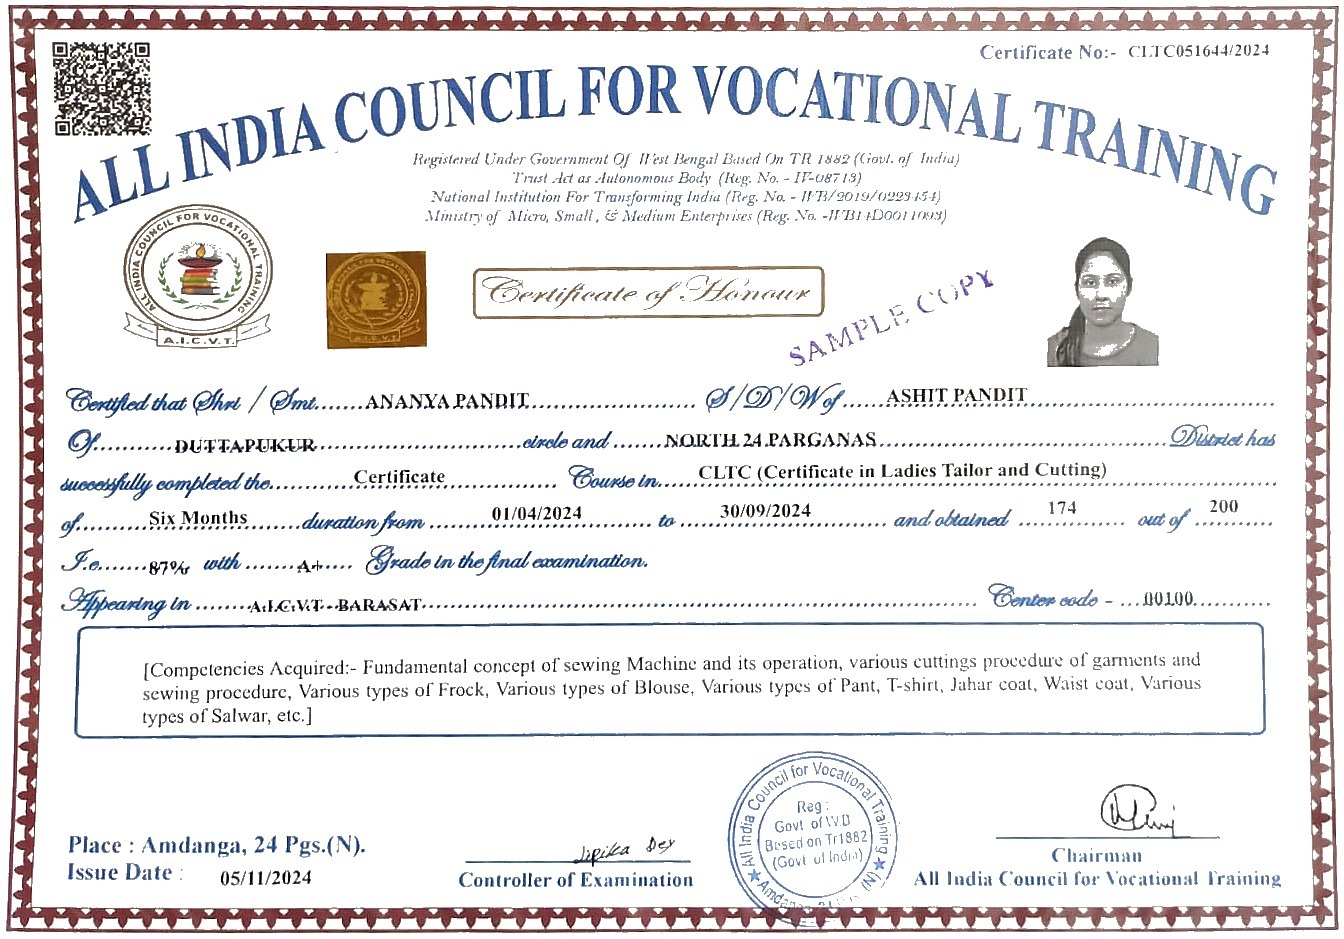 Certificate No:- CLTC051644/2024
ALL INDIA COUNCIL FOR VOCATIONAL TRAINING
Registered Under Government Of West Bengal Based On TR 1882 (Govt. of India)
Trust Act as Autonomous Body (Reg. No. - IV-08713)
National Institution For Transforming India (Reg. No. - WB/2019/0223454)
Ministry of Micro, Small, & Medium Enterprises (Reg. No. -WB14D0011093)
ALL INDIA COUNCIL FOR VOCATIONAL TRAINING
A.I.C.V.T.
Certificate of Honour
SAMPLE COPY
Certified that Shri / Smt.......ANANYA PANDIT........................ S/D/W of......ASHIT PANDIT
Of..........DUTTAPUKUR..............................circle and .......NORTH 24 PARGANAS..........................................District has
successfully completed the.............Certificate.................. Course in......CLTC (Certificate in Ladies Tailor and Cutting)
of...........Six Months.........duration from .........01/04/2024.......... to ........30/09/2024........... and obtained .....174..... out of ...200....
I.e.......87% with .......A+..... Grade in the final examination.
Appearing in .........A.I.C.V.T - BARASAT........................................ Center code - ...00100...........
[Competencies Acquired:- Fundamental concept of sewing Machine and its operation, various cuttings procedure of garments and
sewing procedure, Various types of Frock, Various types of Blouse, Various types of Pant, T-shirt, Jahar coat, Waist coat, Various
types of Salwar, etc.]
Place : Amdanga, 24 Pgs.(N).
Issue Date : 05/11/2024
Lipika Dey
Controller of Examination
All India Council for Vocational Training
Reg :
Govt of W.B
Based on Tr1882
(Govt of India)
Chairman
All India Council for Vocational Training